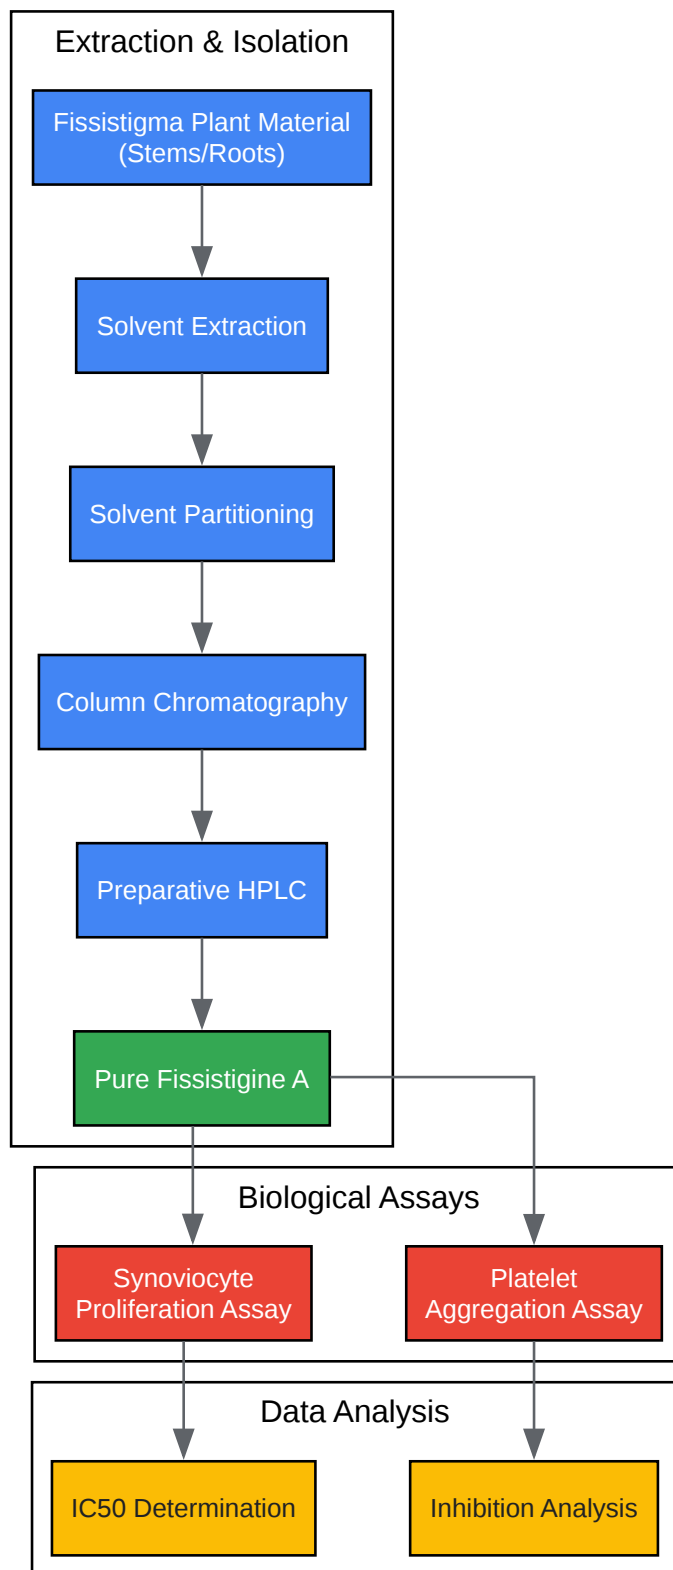 Extraction & Isolation
Fissistigma Plant Material
(Stems/Roots)
Solvent Extraction
Solvent Partitioning
Column Chromatography
Preparative HPLC
Pure Fissistigine A
Biological Assays
Synoviocyte
Proliferation Assay
Platelet
Aggregation Assay
Data Analysis
IC50 Determination
Inhibition Analysis